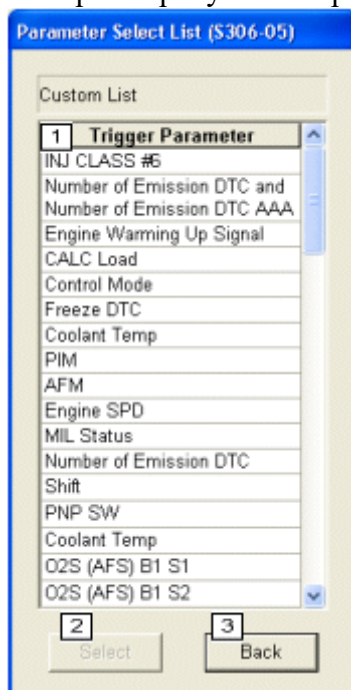 Parameter Select List (S306-05)
Custom List
1 Trigger Parameter
INJ CLASS #6
Number of Emission DTC and
Number of Emission DTC AAA
Engine Warming Up Signal
CALC Load
Control Mode
Freeze DTC
Coolant Temp
PIM
AFM
Engine SPD
MIL Status
Number of Emission DTC
Shift
PNP SW
Coolant Temp
O2S (AFS) B1 S1
O2S (AFS) B1 S2
2 3
Select Back